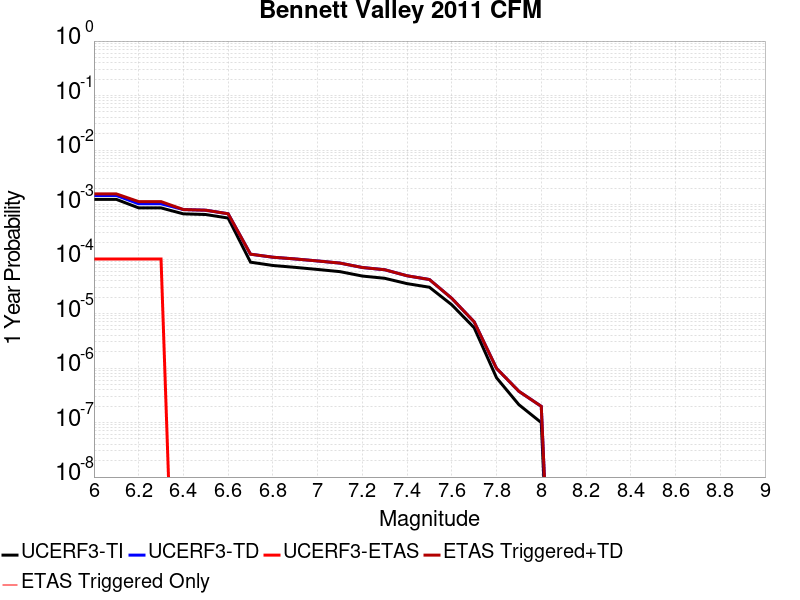 Bennett Valley 2011 CFM
1 Year Probability
10^0
10^-1
10^-2
10^-3
10^-4
10^-5
10^-6
10^-7
10^-8
6 6.2 6.4 6.6 6.8 7 7.2 7.4 7.6 7.8 8 8.2 8.4 8.6 8.8 9
Magnitude
UCERF3-TI UCERF3-TD UCERF3-ETAS ETAS Triggered+TD
ETAS Triggered Only